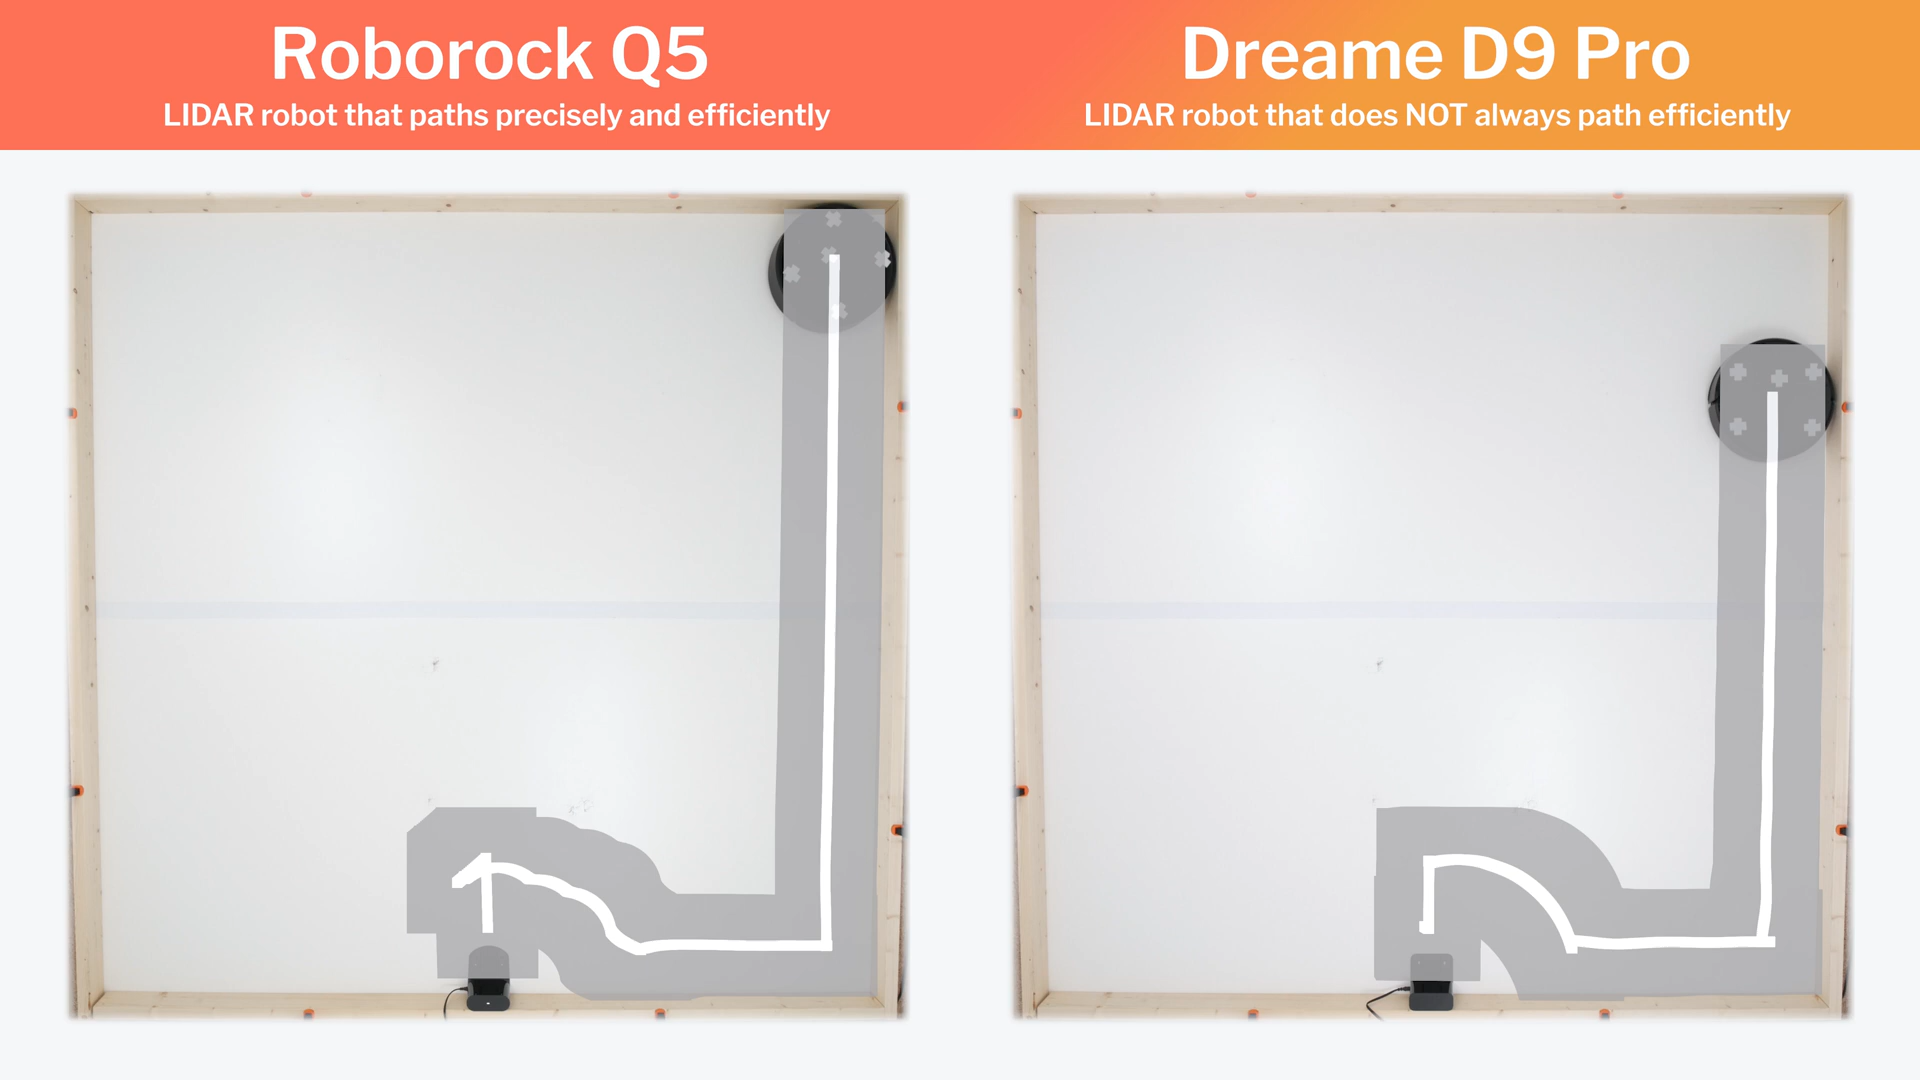 Roborock Q5
LIDAR robot that paths precisely and efficiently
Dreame D9 Pro
LIDAR robot that does NOT always path efficiently